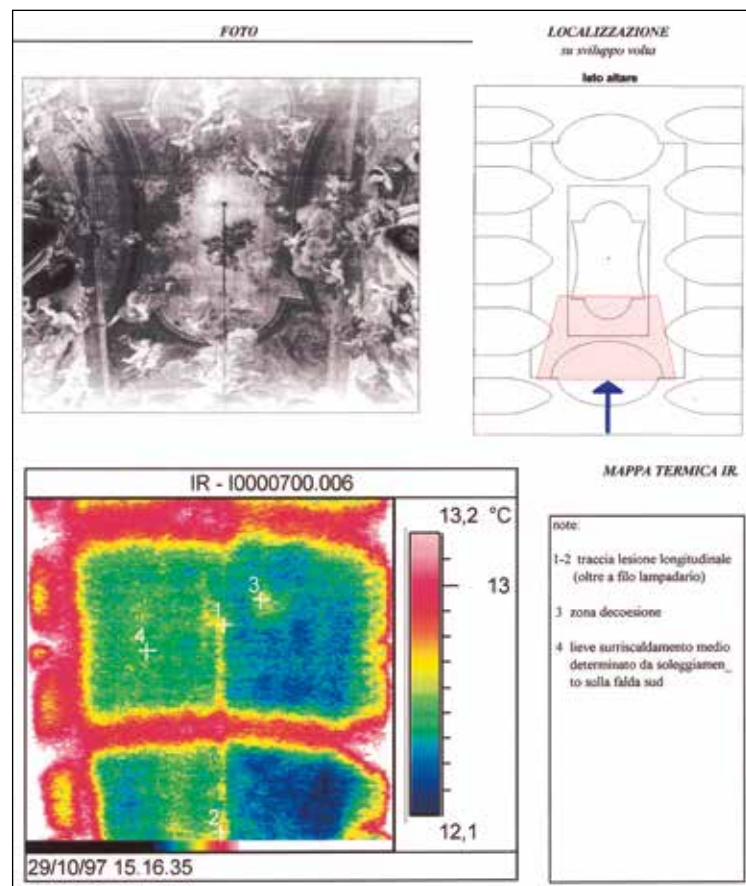 FOTO
LOCALIZZAZIONE
su sviluppo volta
lato altare
IR - I0000700.006
13,2 °C
13
12,1
1
2
3
4
29/10/97 15.16.35
MAPPA TERMICA IR.
note:
1-2 traccia lesione longitudinale
(oltre a filo lampadario)
3 zona decoesione
4 lieve surriscaldamento medio
determinato da soleggiamen_
to sulla falda sud